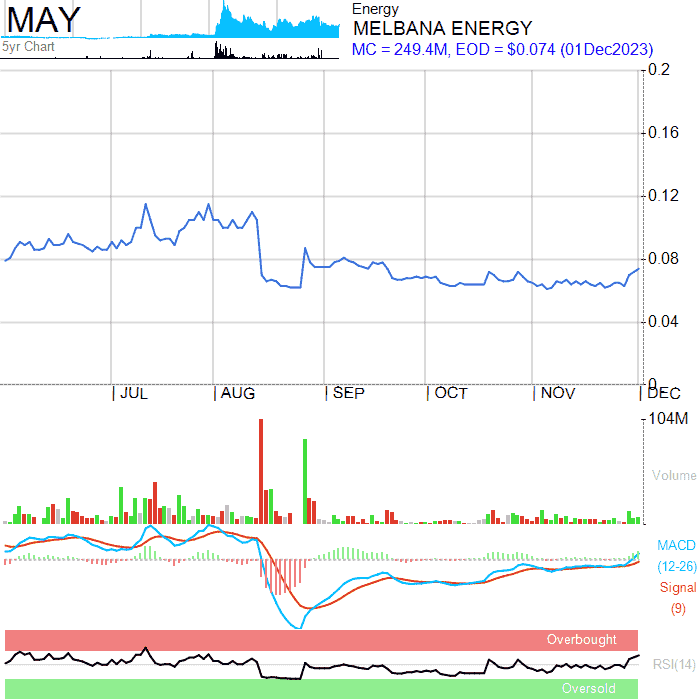 MAY
5yr Chart
Energy
MELBANA ENERGY
MC = 249.4M, EOD = $0.074 (01Dec2023)
0.2
0.16
0.12
0.08
0.04
0
JUL AUG SEP OCT NOV DEC
104M
Volume
MACD
(12-26)
Signal
(9)
Overbought
RSI(14)
Oversold